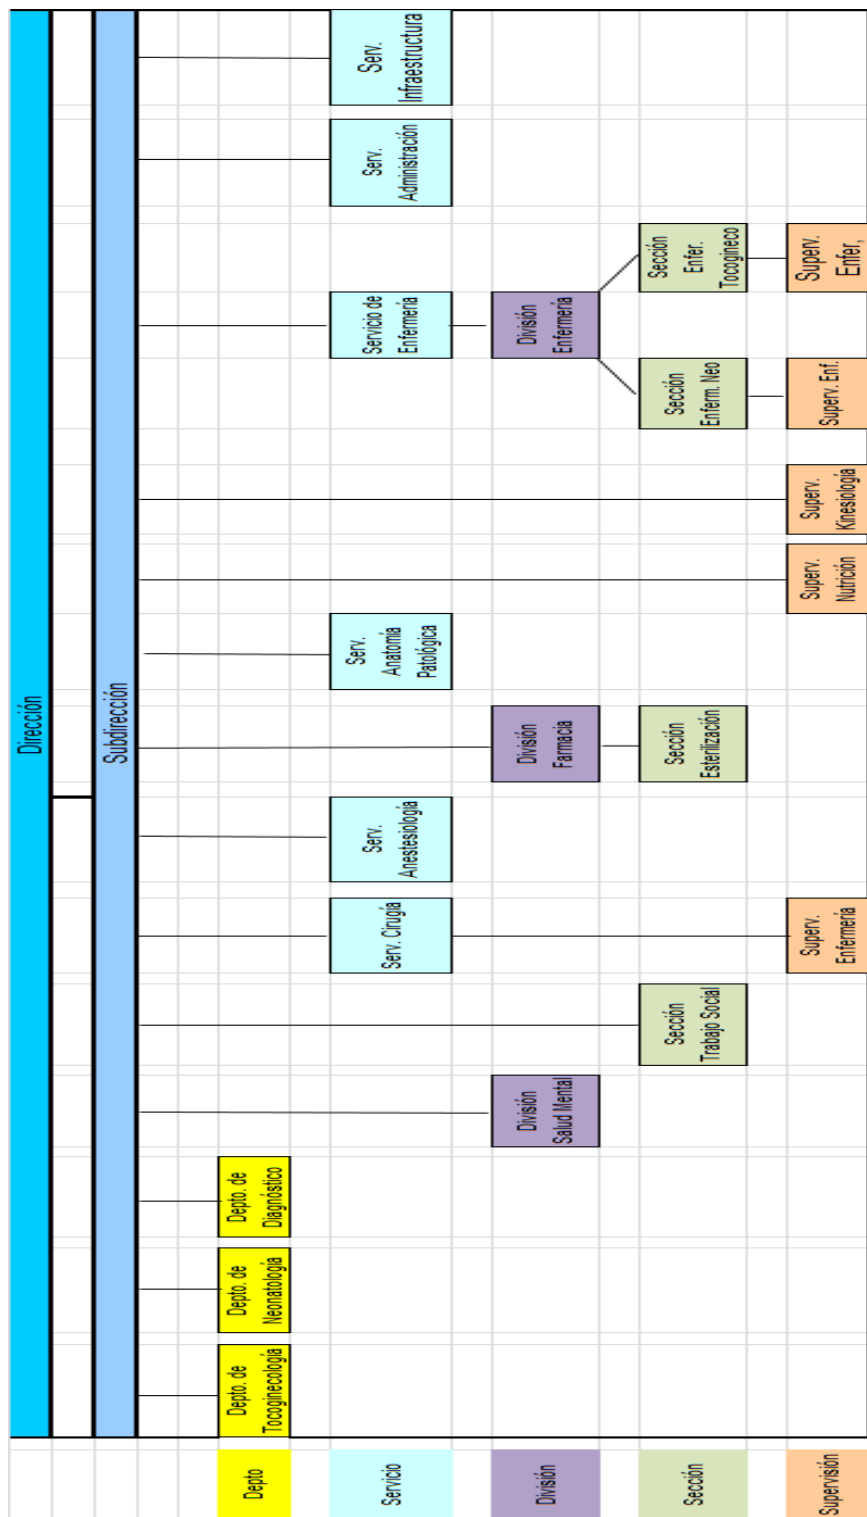 Dirección
Subdirección
Depto
Depto. de
Tocoginecología
Depto. de
Neonatología
Depto. de
Diagnóstico
Servicio
Serv. Cirugía
Serv.
Anestesiología
Serv.
Anatomía
Patológica
Servicio de
Enfermería
Serv.
Administración
Serv.
Infraestructura
División
División
Salud Mental
División
Farmacia
División
Enfermería
Sección
Sección
Trabajo Social
Sección
Esterilización
Sección
Enferm. Neo
Sección
Enfer.
Tocogineco
Supervisión
Superv.
Enfermería
Superv.
Nutrición
Superv.
Kinesiología
Superv. Enf.
Superv.
Enfer,